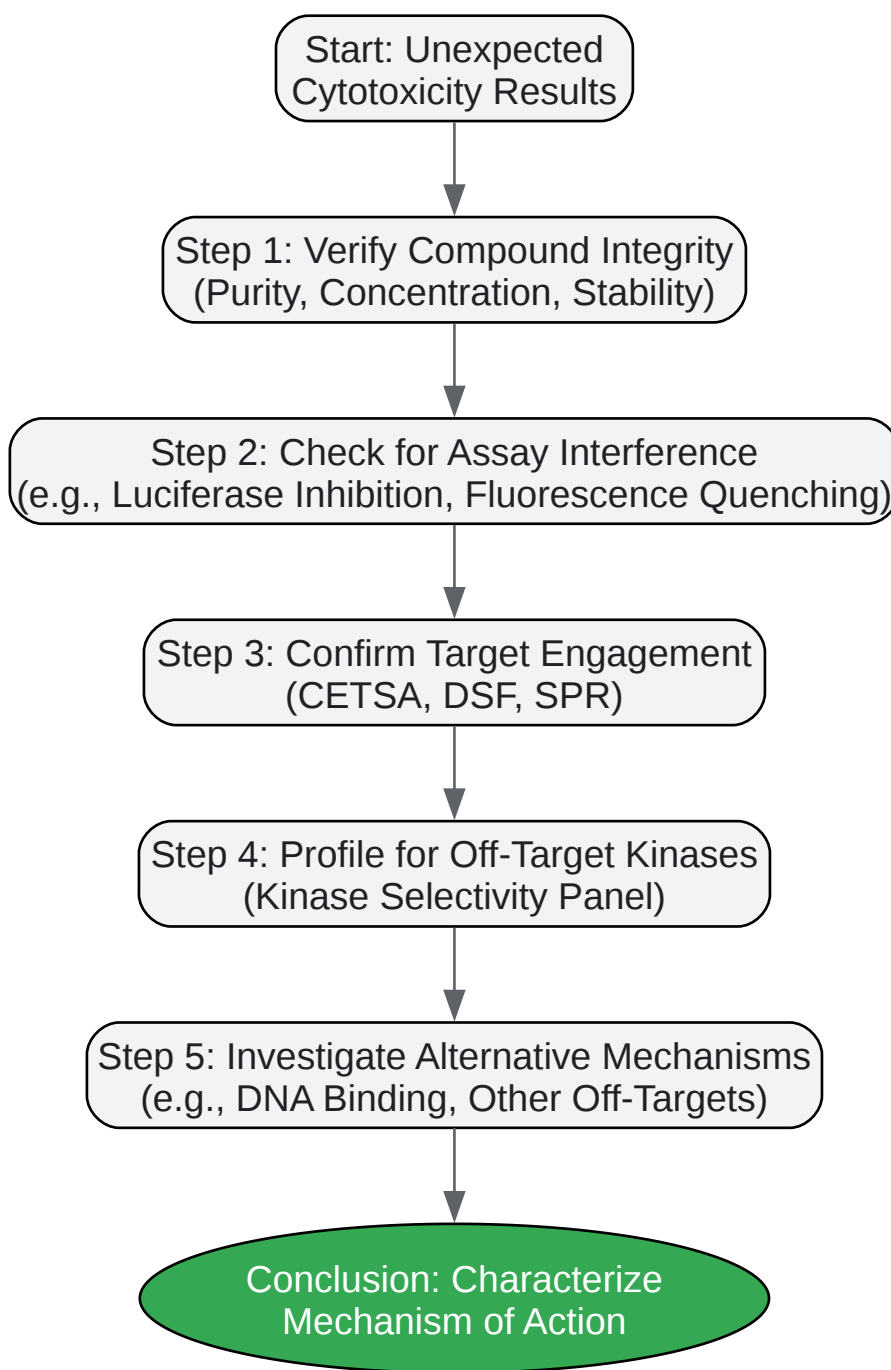 Start: Unexpected
Cytotoxicity Results
Step 1: Verify Compound Integrity
(Purity, Concentration, Stability)
Step 2: Check for Assay Interference
(e.g., Luciferase Inhibition, Fluorescence Quenching)
Step 3: Confirm Target Engagement
(CETSA, DSF, SPR)
Step 4: Profile for Off-Target Kinases
(Kinase Selectivity Panel)
Step 5: Investigate Alternative Mechanisms
(e.g., DNA Binding, Other Off-Targets)
Conclusion: Characterize
Mechanism of Action